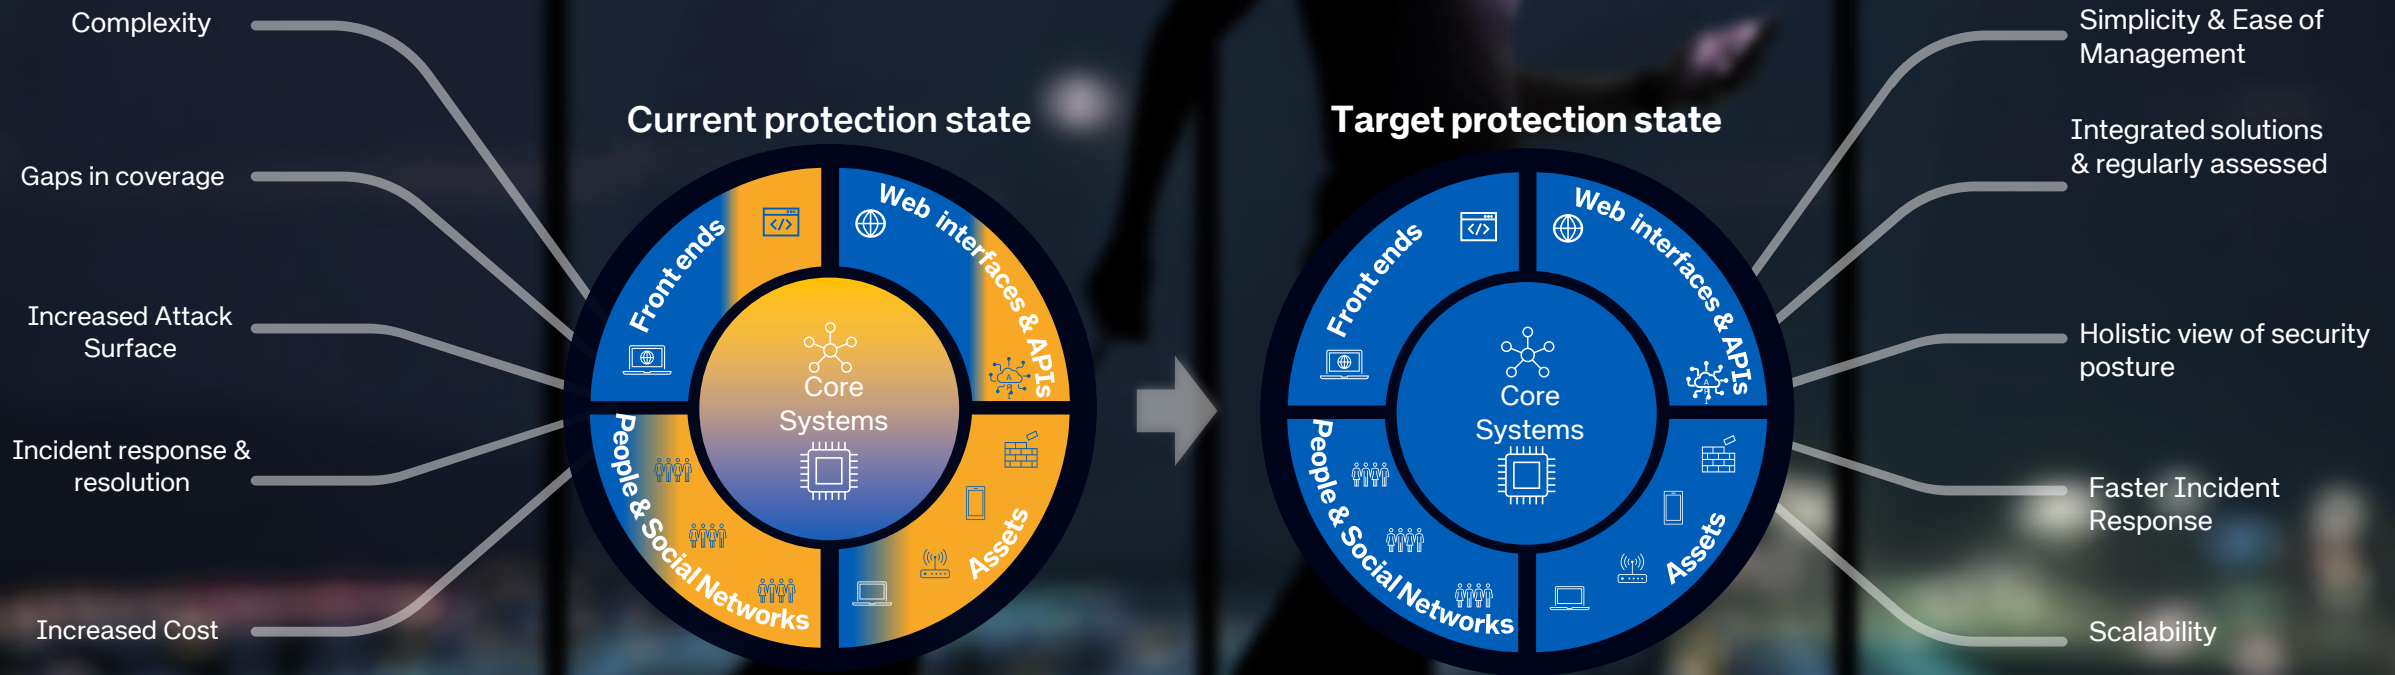 Complexity
Gaps in coverage
Increased Attack
Surface
Incident response &
resolution
Increased Cost
Current protection state
Front ends
</>
Web interfaces & APIs
Core
Systems
People & Social Networks
Assets
Target protection state
Front ends
</>
Web interfaces & APIs
Core
Systems
People & Social Networks
Assets
Simplicity & Ease of
Management
Integrated solutions
& regularly assessed
Holistic view of security
posture
Faster Incident
Response
Scalability